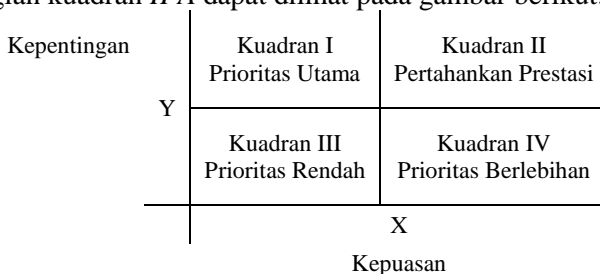 kuadran IPA dapat dilihat pada gambar berikut.
Kepentingan
Kuadran I
Prioritas Utama
Kuadran II
Pertahankan Prestasi
Y
Kuadran III
Prioritas Rendah
Kuadran IV
Prioritas Berlebihan
X
Kepuasan